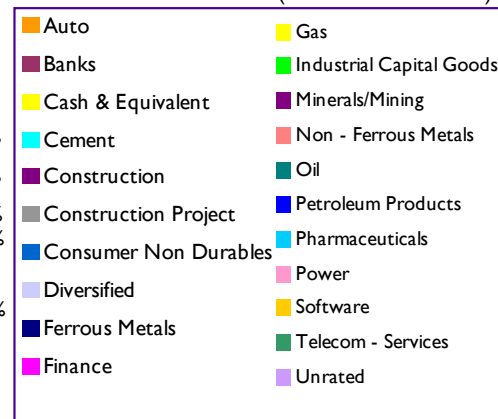 Auto
Banks
Cash & Equivalent
Cement
Construction
Construction Project
Consumer Non Durables
Diversified
Ferrous Metals
Finance
Gas
Industrial Capital Goods
Minerals/Mining
Non - Ferrous Metals
Oil
Petroleum Products
Pharmaceuticals
Power
Software
Telecom - Services
Unrated